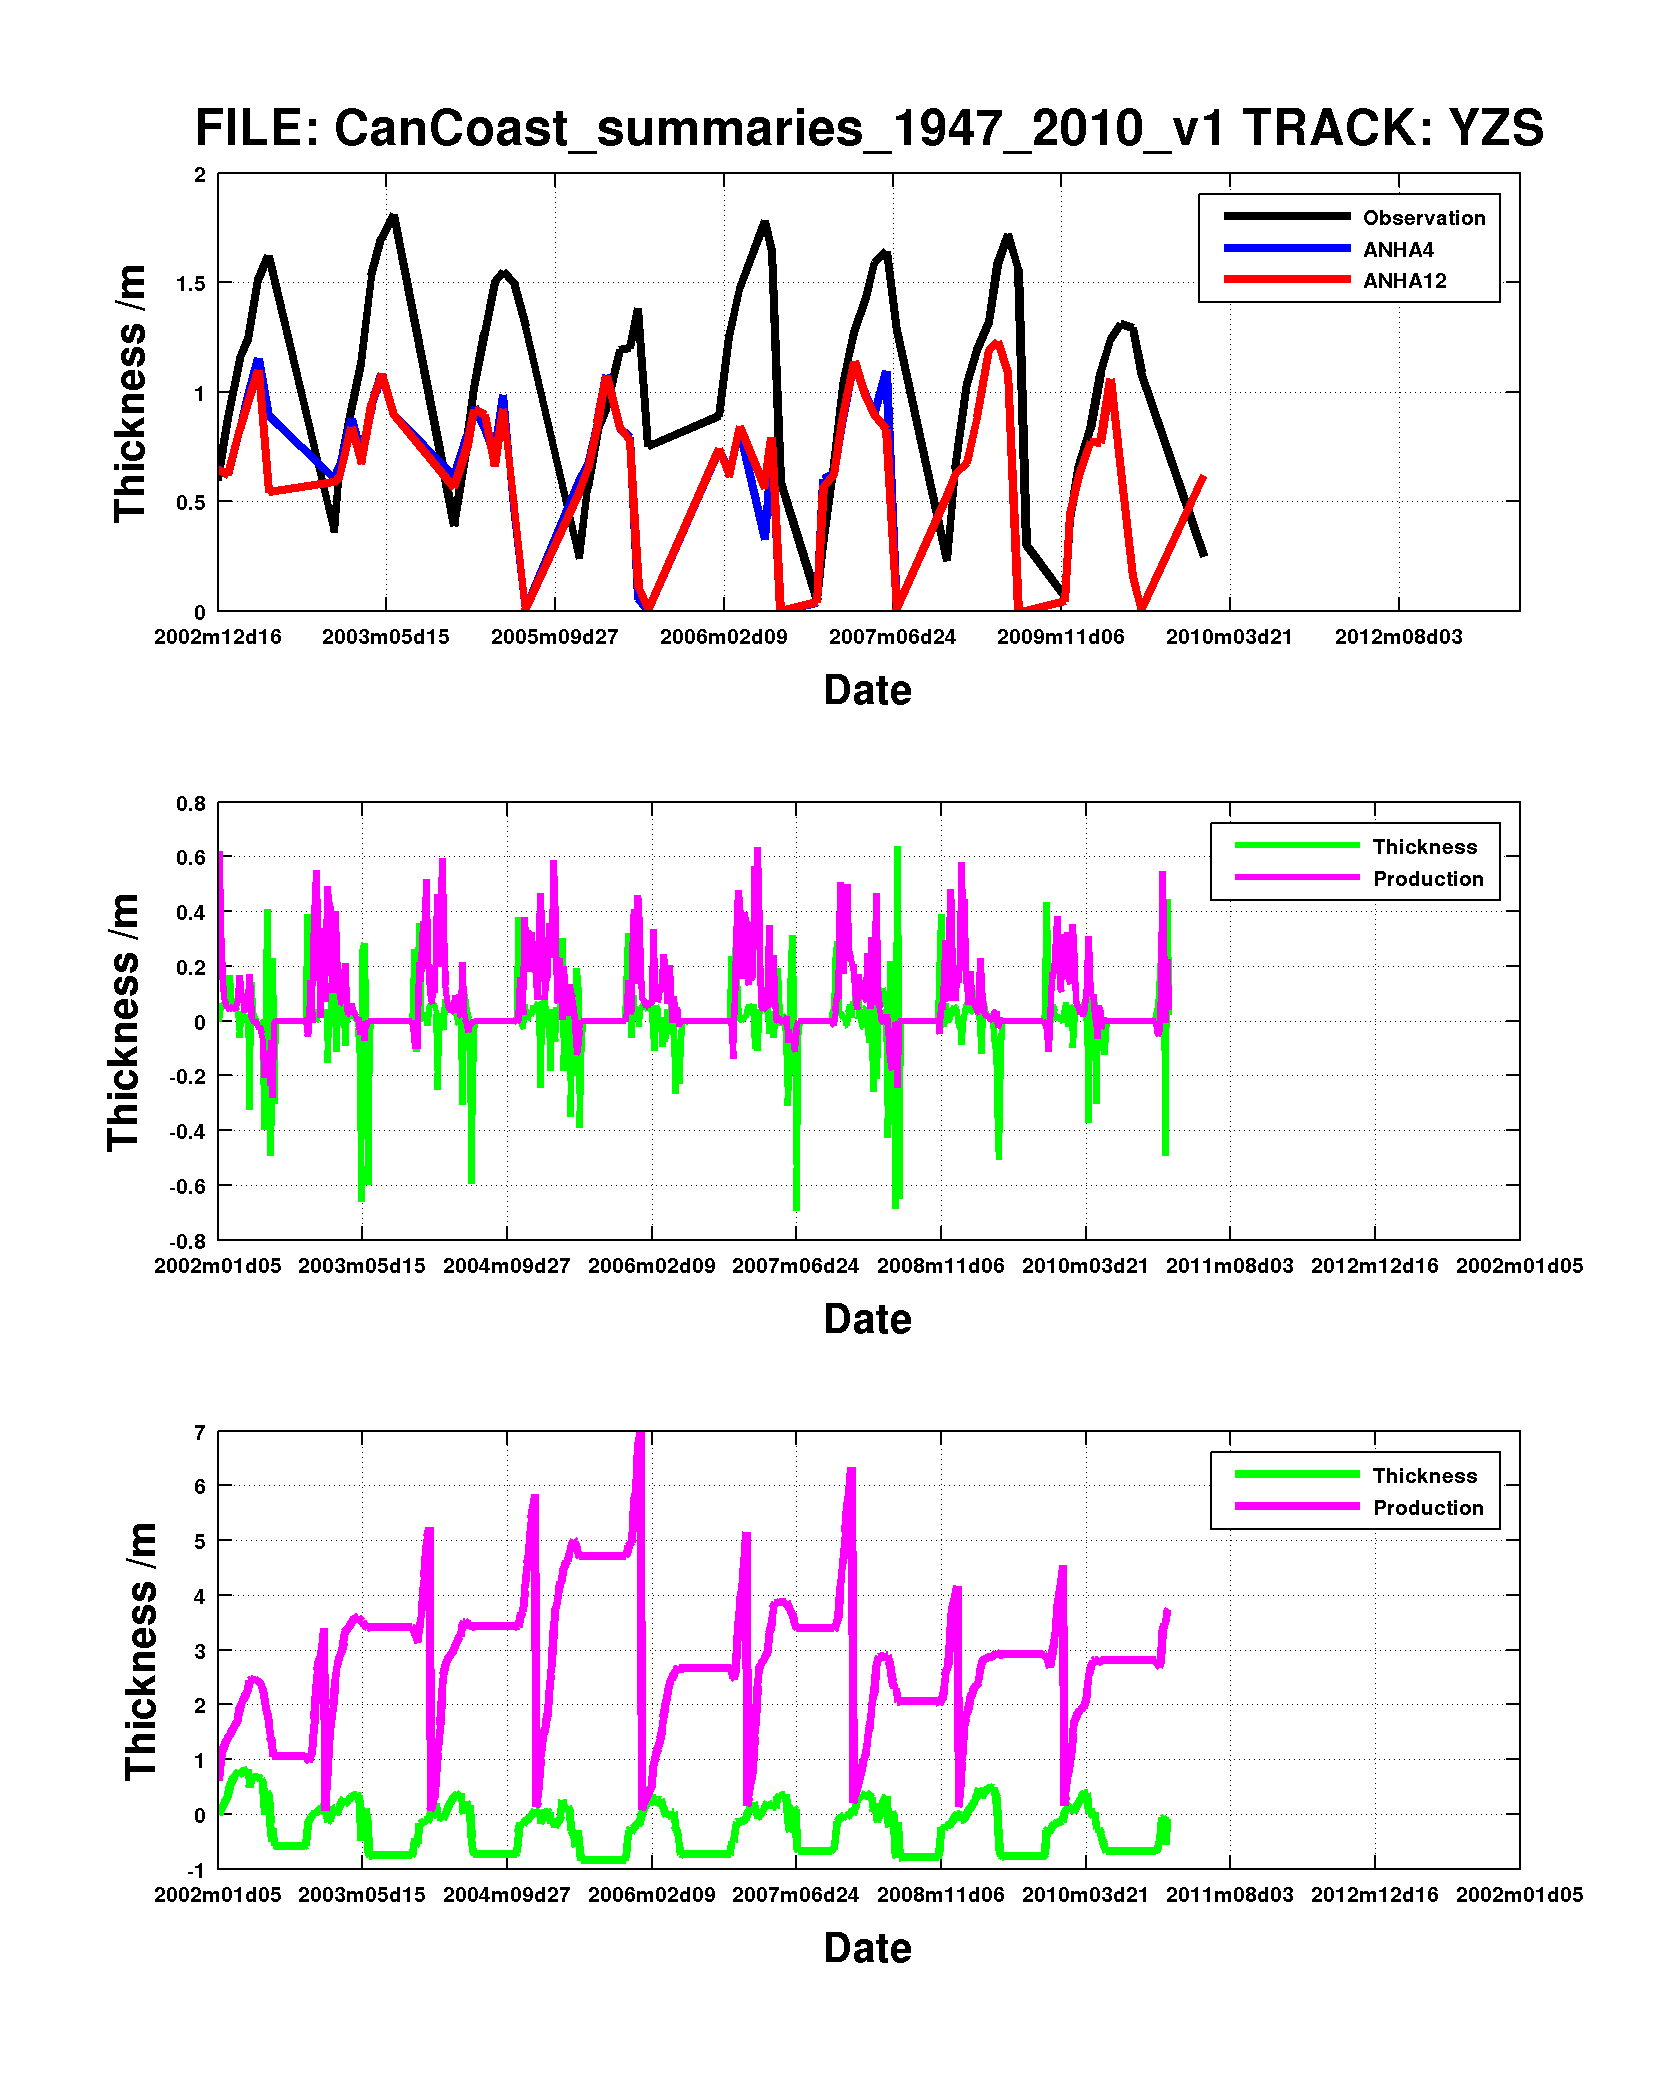 FILE: CanCoast_summaries_1947_2010_v1 TRACK: YZS
2
1.5
1
0.5
0
Thickness /m
Observation
ANHA4
ANHA12
2002m12d16 2003m05d15 2005m09d27 2006m02d09 2007m06d24 2009m11d06 2010m03d21 2012m08d03
Date
0.8
0.6
0.4
0.2
0
-0.2
-0.4
-0.6
-0.8
Thickness /m
Thickness
Production
2002m01d05 2003m05d15 2004m09d27 2006m02d09 2007m06d24 2008m11d06 2010m03d21 2011m08d03 2012m12d16 2002m01d05
Date
7
6
5
4
3
2
1
0
-1
Thickness /m
Thickness
Production
2002m01d05 2003m05d15 2004m09d27 2006m02d09 2007m06d24 2008m11d06 2010m03d21 2011m08d03 2012m12d16 2002m01d05
Date